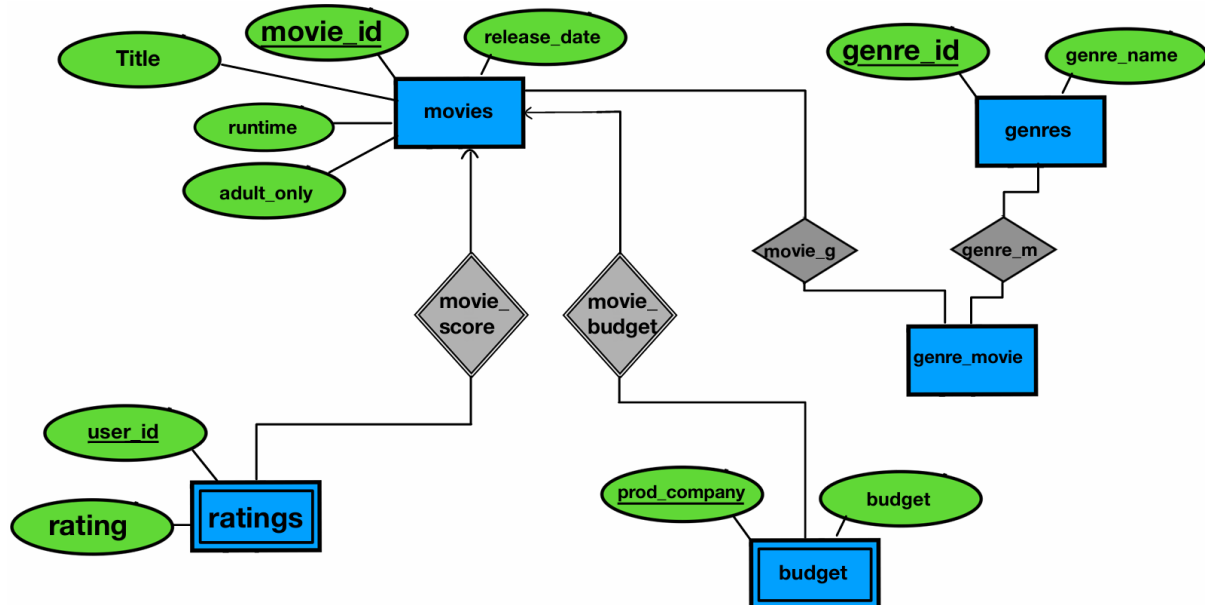 movie_id
release_date
Title
genre_id
genre_name
movies
runtime
genres
adult_only
movie_g
genre_m
movie_
score
movie_
budget
genre_movie
user_id
prod_company
budget
rating
ratings
budget